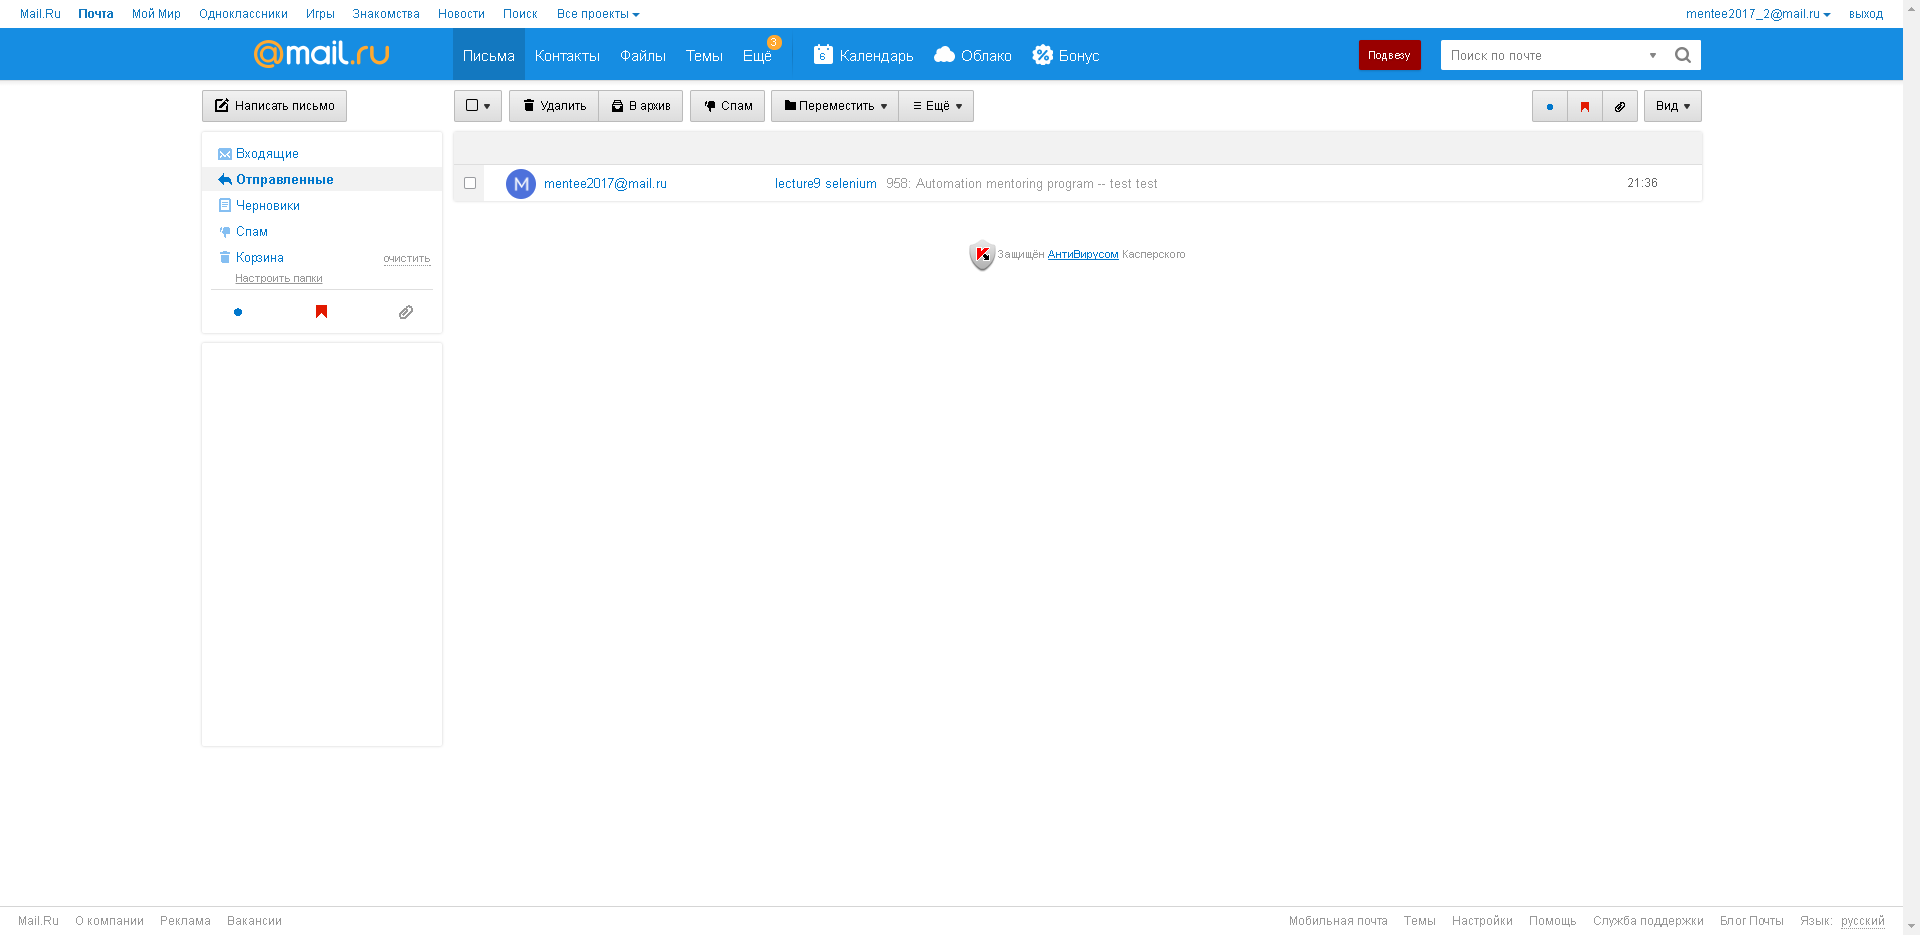 Mail.Ru Почта Мой Мир Одноклассники Игры Знакомства Новости Поиск Все проекты mentee2017_2@mail.ru выход
@mail.ru Письма Контакты Файлы Темы Ещё 3 6 Календарь Облако Бонус Подвезу Поиск по почте
Написать письмо Удалить В архив Спам Переместить Ещё Вид
Входящие
Отправленные
Черновики
Спам
Корзина очистить
Настроить папки
M mentee2017@mail.ru lecture9 selenium 958: Automation mentoring program -- test test 21:36
Защищён АнтиВирусом Касперского
Mail.Ru О компании Реклама Вакансии Мобильная почта Темы Настройки Помощь Служба поддержки Блог Почты Язык: русский